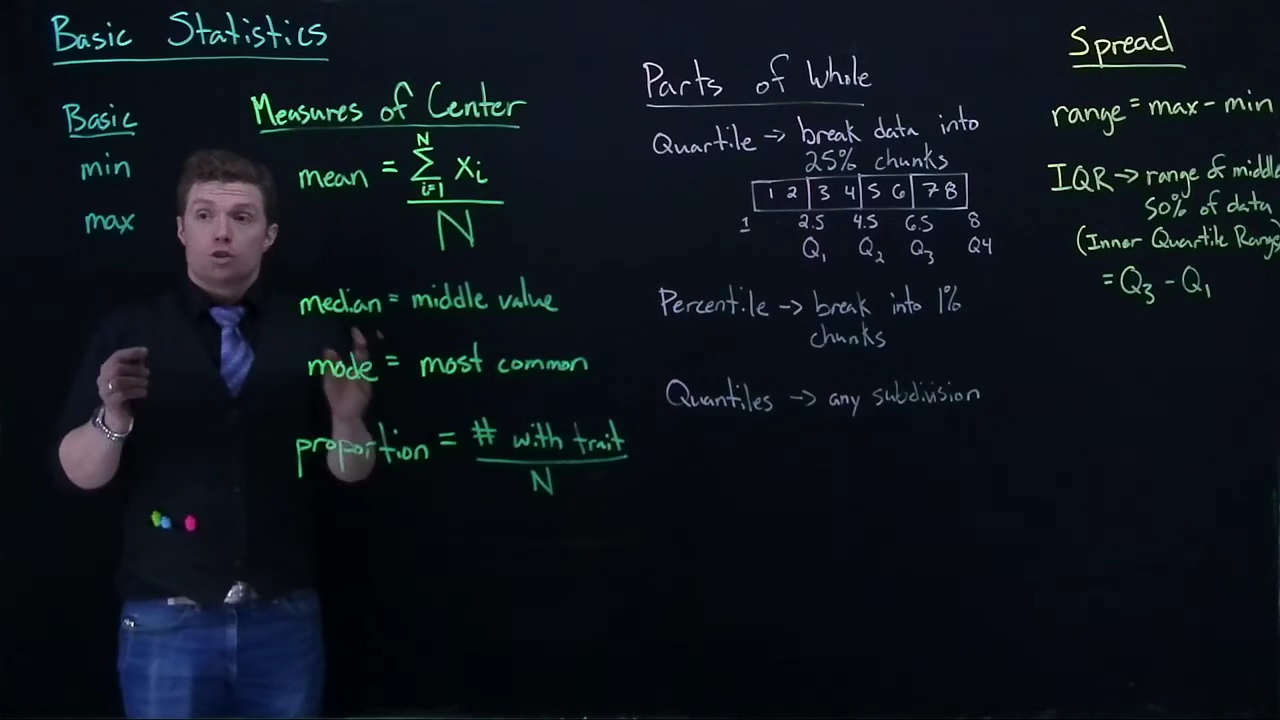 Basic Statistics
Basic
min
max
Measures of Center
mean = N∑i=1 xi / N
median = middle value
mode = most common
proportion = # with trait / N
Parts of Whole
Quartile → break data into
25% chunks
1 2 3 4 5 6 7 8
1 2.5 4.5 6.5 8
Q1 Q2 Q3 Q4
Percentile → break into 1%
chunks
Quantiles → any subdivision
Spread
range = max - min
IQR → range of middle
50% of data
(Inner Quartile Range)
= Q3 - Q1